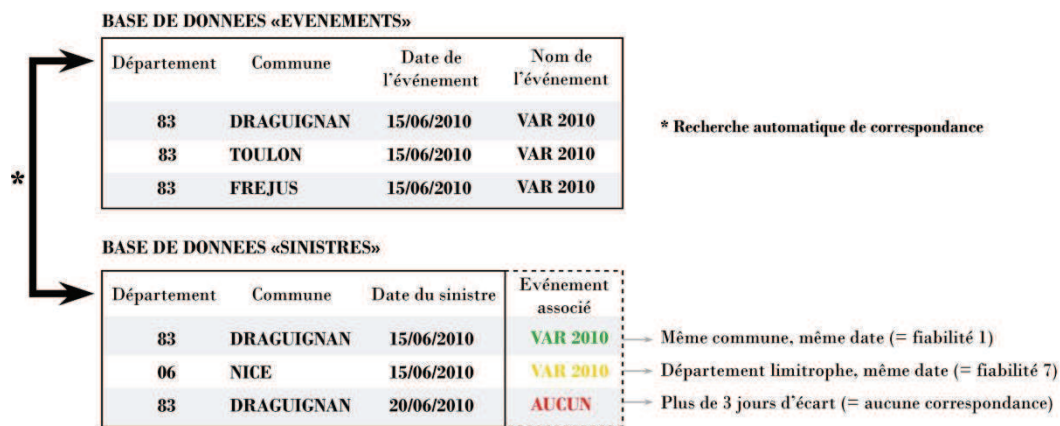 BASE DE DONNEES «EVENEMENTS»
Département Commune Date de l'événement Nom de l'événement
83 DRAGUIGNAN 15/06/2010 VAR 2010
83 TOULON 15/06/2010 VAR 2010
83 FREJUS 15/06/2010 VAR 2010
* Recherche automatique de correspondance
*
BASE DE DONNEES «SINISTRES»
Département Commune Date du sinistre Evénement associé
83 DRAGUIGNAN 15/06/2010 VAR 2010 Même commune, même date (= fiabilité 1)
06 NICE 15/06/2010 VAR 2010 Département limitrophe, même date (= fiabilité 7)
83 DRAGUIGNAN 20/06/2010 AUCUN Plus de 3 jours d'écart (= aucune correspondance)